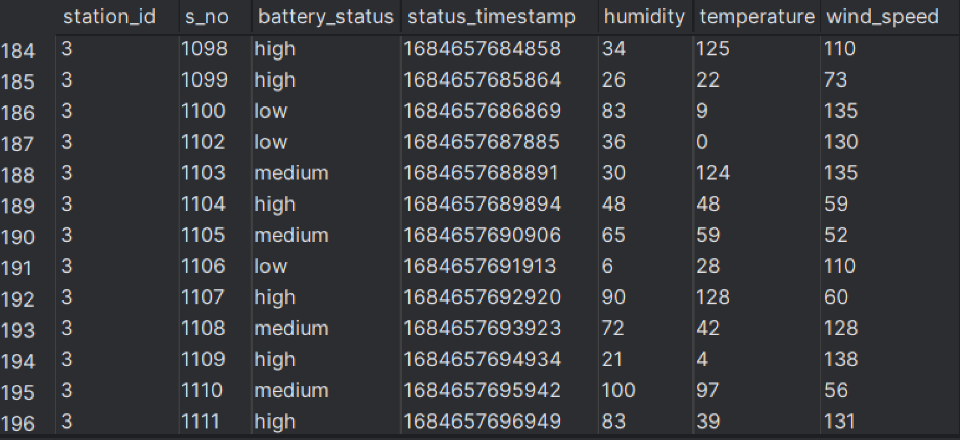 station_id s_no battery_status status_timestamp humidity temperature wind_speed
184 3 1098 high 1684657684858 34 125 110
185 3 1099 high 1684657685864 26 22 73
186 3 1100 low 1684657686869 83 9 135
187 3 1102 low 1684657687885 36 0 130
188 3 1103 medium 1684657688891 30 124 135
189 3 1104 high 1684657689894 48 48 59
190 3 1105 medium 1684657690906 65 59 52
191 3 1106 low 1684657691913 6 28 110
192 3 1107 high 1684657692920 90 128 60
193 3 1108 medium 1684657693923 72 42 128
194 3 1109 high 1684657694934 21 4 138
195 3 1110 medium 1684657695942 100 97 56
196 3 1111 high 1684657696949 83 39 131